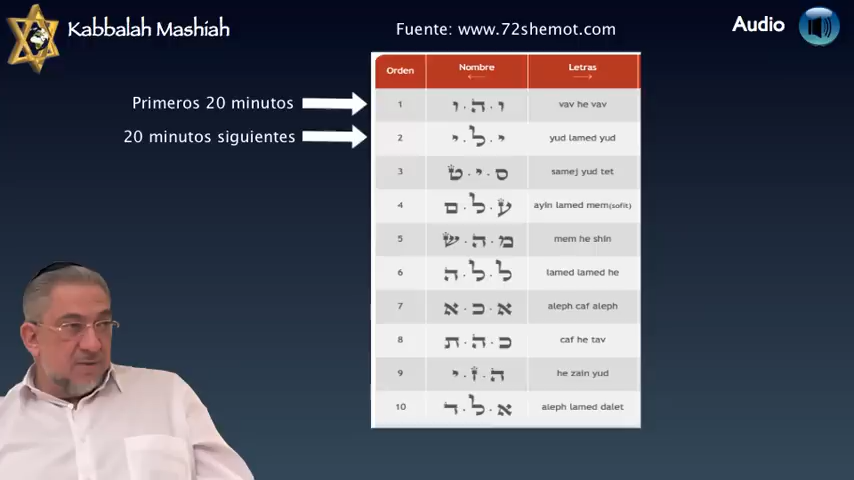 Kabbalah Mashiah
Fuente: www.72shemot.com
Audio
Orden Nombre Letras
Primeros 20 minutos
1 ו·ה·ו vav he vav
20 minutos siguientes
2 י·ל·י yud lamed yud
3 ס·י·ט samej yud tet
4 ע·ל·ם ayin lamed mem(sofit)
5 מ·ה·ש mem he shin
6 ל·ל·ה lamed lamed he
7 א·כ·א aleph caf aleph
8 כ·ה·ת caf he tav
9 ה·ז·י he zain yud
10 א·ל·ד aleph lamed dalet